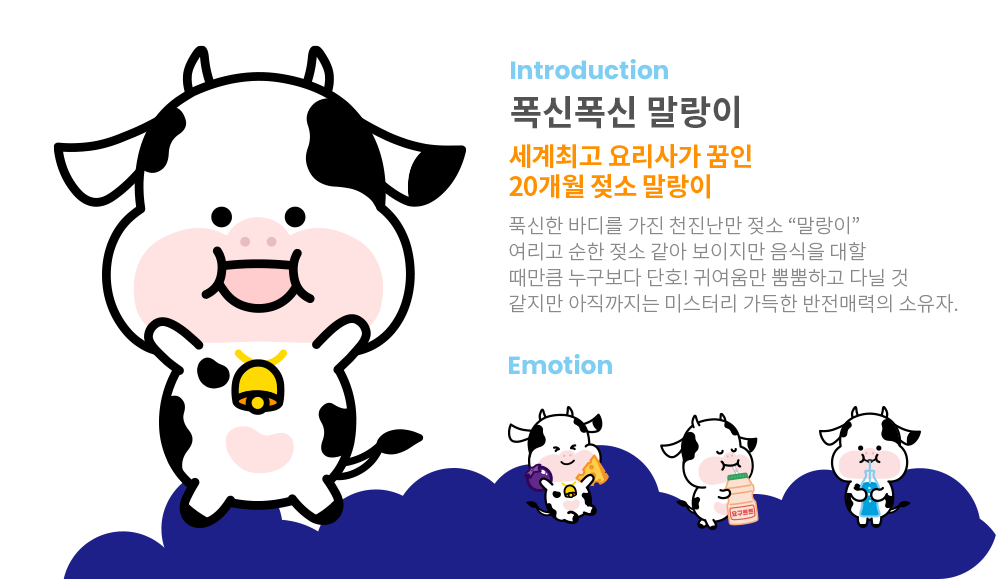 Introduction
폭신폭신 말랑이
세계최고 요리사가 꿈인
20개월 젖소 말랑이
푹신한 바디를 가진 천진난만 젖소 “말랑이”
여리고 순한 젖소 같아 보이지만 음식을 대할
때만큼 누구보다 단호! 귀여움만 뿜뿜하고 다닐 것
같지만 아직까지는 미스터리 가득한 반전매력의 소유자.
Emotion